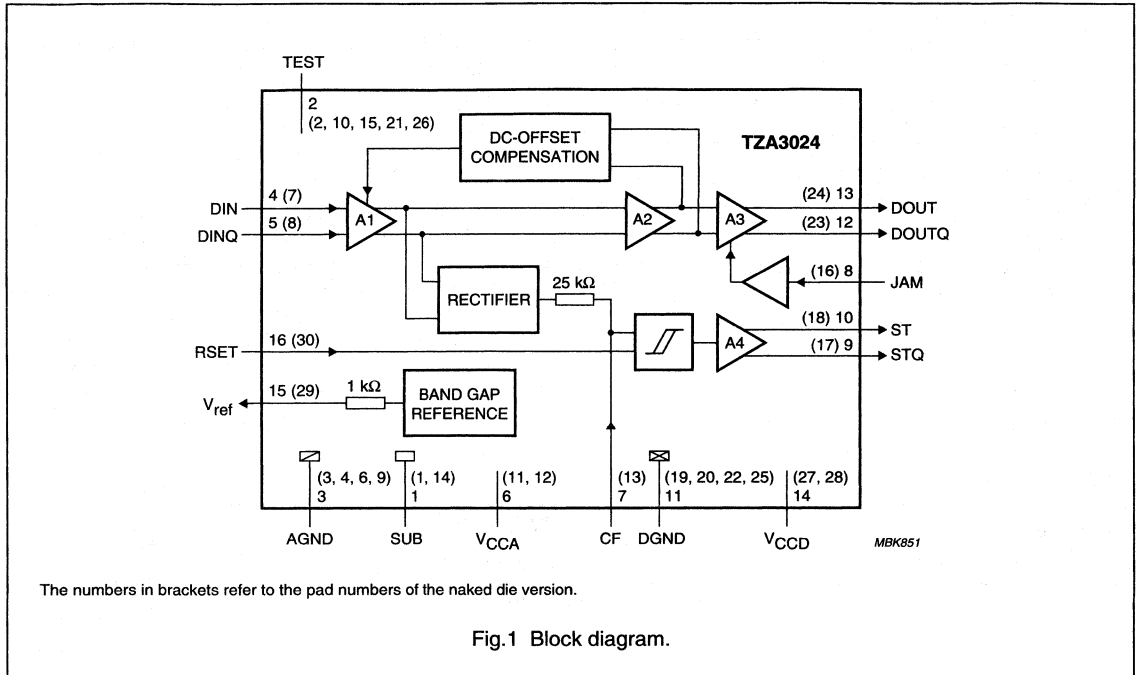 TEST
2
(2, 10, 15, 21, 26)
DC-OFFSET
COMPENSATION
TZA3024
DIN
4 (7)
A1
A2
A3
(24) 13
DOUT
DINQ
5 (8)
(23) 12
DOUTQ
RECTIFIER
25 kΩ
(16) 8
JAM
RSET
16 (30)
A4
(18) 10
ST
(17) 9
STQ
Vref
15 (29)
1 kΩ
BAND GAP
REFERENCE
(3, 4, 6, 9)
3
(1, 14)
1
(11, 12)
6
(13)
7
(19, 20, 22, 25)
11
(27, 28)
14
AGND
SUB
VCCA
CF
DGND
VCCD
MBK851
The numbers in brackets refer to the pad numbers of the naked die version.
Fig.1 Block diagram.